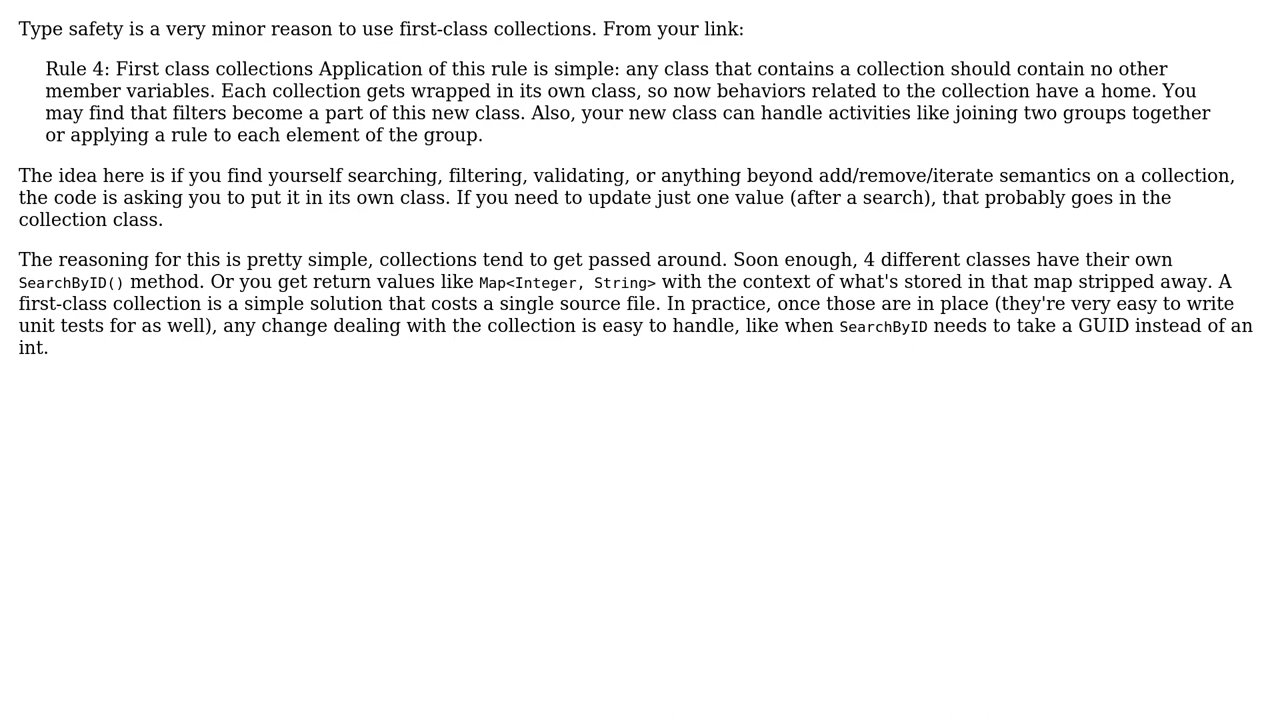 Type safety is a very minor reason to use first-class collections. From your link:
Rule 4: First class collections Application of this rule is simple: any class that contains a collection should contain no other
member variables. Each collection gets wrapped in its own class, so now behaviors related to the collection have a home. You
may find that filters become a part of this new class. Also, your new class can handle activities like joining two groups together
or applying a rule to each element of the group.
The idea here is if you find yourself searching, filtering, validating, or anything beyond add/remove/iterate semantics on a collection,
the code is asking you to put it in its own class. If you need to update just one value (after a search), that probably goes in the
collection class.
The reasoning for this is pretty simple, collections tend to get passed around. Soon enough, 4 different classes have their own
SearchByID() method. Or you get return values like Map<Integer, String> with the context of what's stored in that map stripped away. A
first-class collection is a simple solution that costs a single source file. In practice, once those are in place (they're very easy to write
unit tests for as well), any change dealing with the collection is easy to handle, like when SearchByID needs to take a GUID instead of an
int.